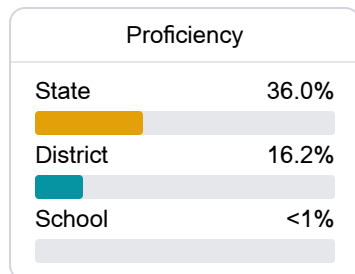 Proficiency
State 36.0%
District 16.2%
School <1%